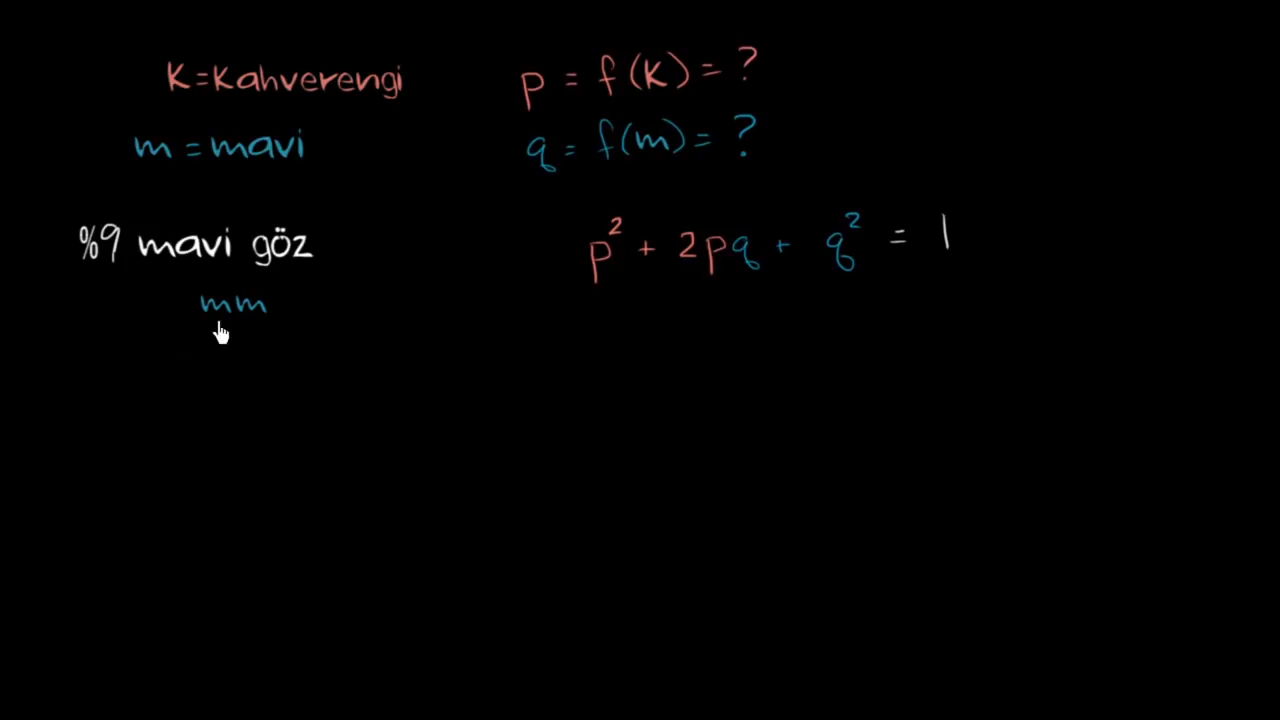 K=Kahverengi
p = f(K) = ?
m = mavi
q = f(m) = ?
%9 mavi göz
p² + 2pq + q² = 1
mm